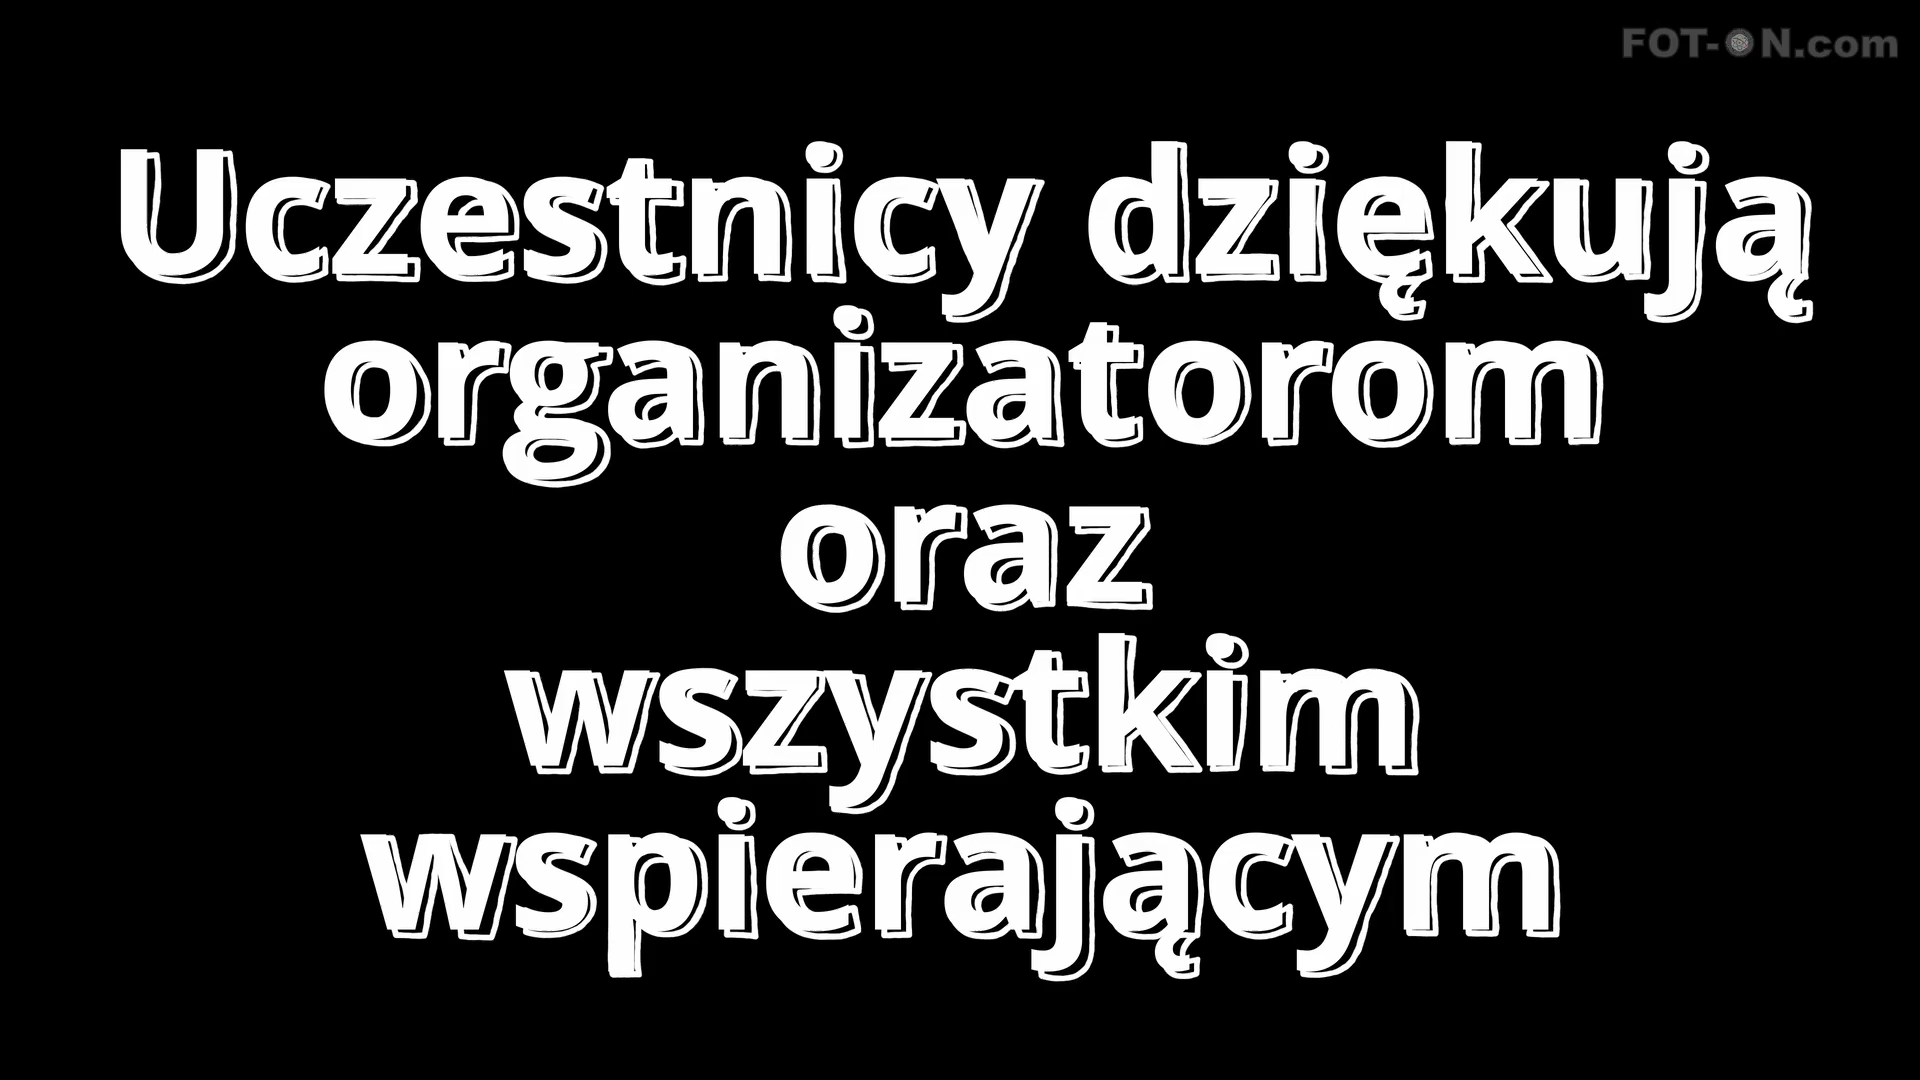 FOT-ON.com
Uczestnicy dziękują
organizatorom
oraz
wszystkim
wspierającym